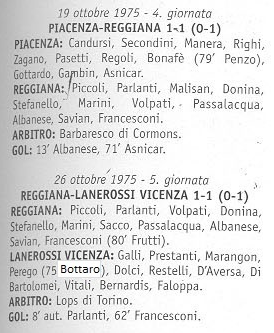 19 ottobre 1975 - 4. giornata
PIACENZA-REGGIANA 1-1 (0-1)
PIACENZA: Candursi, Secondini, Manera, Righi,
Zagano, Pasetti, Regoli, Bonafè (79' Penzo),
Gottardo, Gambin, Asnicar.
REGGIANA: Piccoli, Parlanti, Malisan, Donina,
Stefanello, Marini, Volpati, Passalacqua,
Albanese, Savian, Francesconi.
ARBITRO: Barbaresco di Cormons.
GOL: 13' Albanese, 71' Asnicar.
26 ottobre 1975 - 5. giornata
REGGIANA-LANEROSSI VICENZA 1-1 (0-1)
REGGIANA: Piccoli, Parlanti, Volpati, Donina,
Stefanello, Marini, Sacco, Passalacqua, Albanese,
Savian, Francesconi (80' Frutti).
LANEROSSI VICENZA: Galli, Prestanti, Marangon,
Perego (75 Bottaro), Dolci, Restelli, D'Aversa, Di
Bartolomei, Vitali, Bernardis, Faloppa.
ARBITRO: Lops di Torino.
GOL: 8' aut. Parlanti, 62' Francesconi.